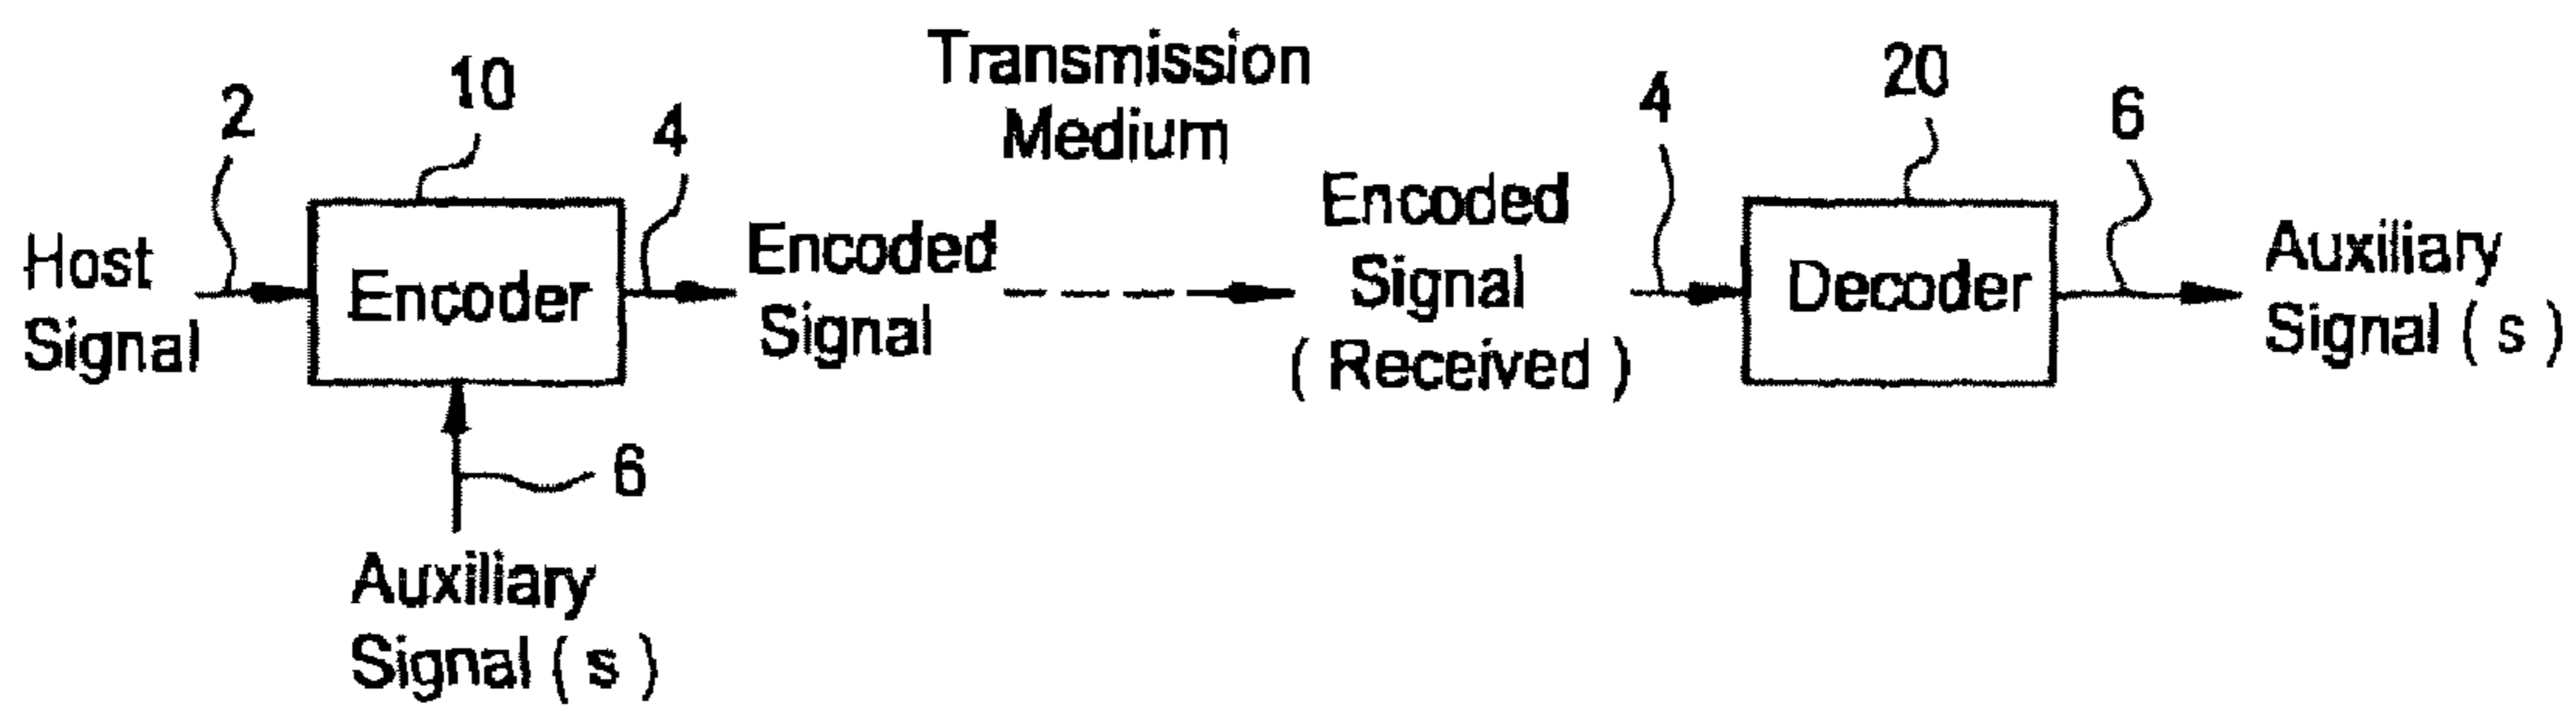 2
10
4
Transmission
Medium
4
20
6
Host
Signal
Encoder
Encoded
Signal
Encoded
Signal
( Received )
Decoder
Auxiliary
Signal ( s )
6
Auxiliary
Signal ( s )